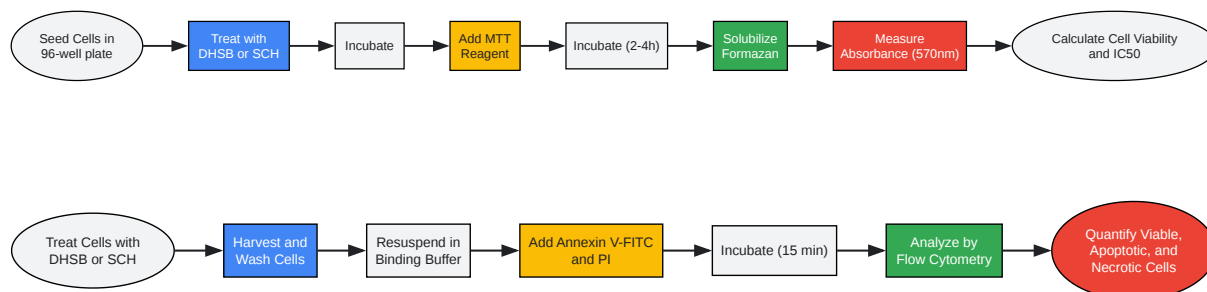 Seed Cells in
96-well plate
Treat with
DHSB or SCH
Incubate
Add MTT
Reagent
Incubate (2-4h)
Solubilize
Formazan
Measure
Absorbance (570nm)
Calculate Cell Viability
and IC50
Treat Cells with
DHSB or SCH
Harvest and
Wash Cells
Resuspend in
Binding Buffer
Add Annexin V-FITC
and PI
Incubate (15 min)
Analyze by
Flow Cytometry
Quantify Viable,
Apoptotic, and
Necrotic Cells